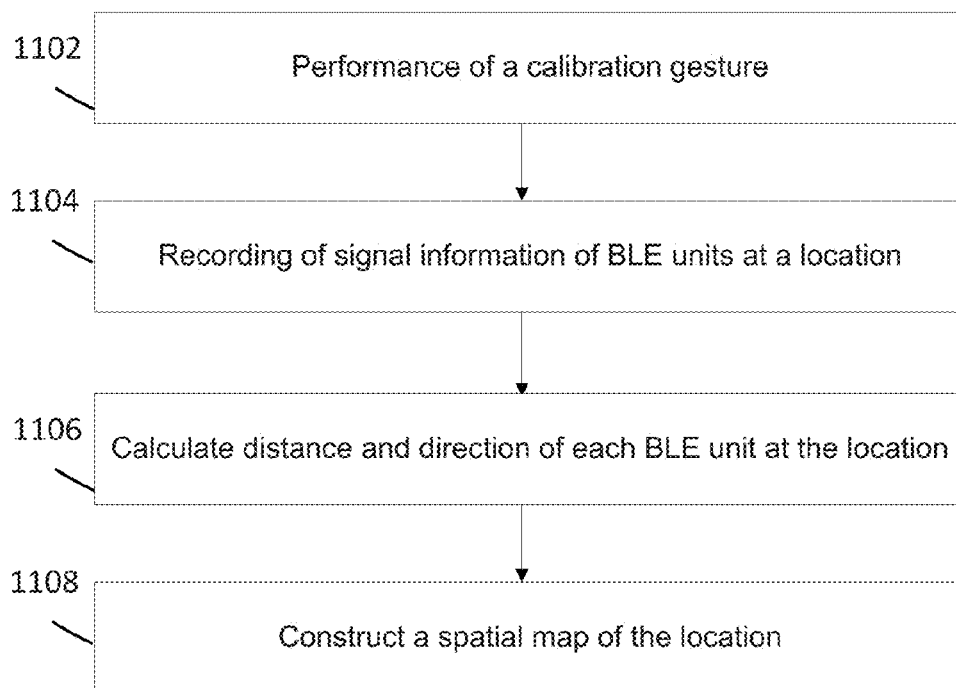 1102
Performance of a calibration gesture
1104
Recording of signal information of BLE units at a location
1106
Calculate distance and direction of each BLE unit at the location
1108
Construct a spatial map of the location